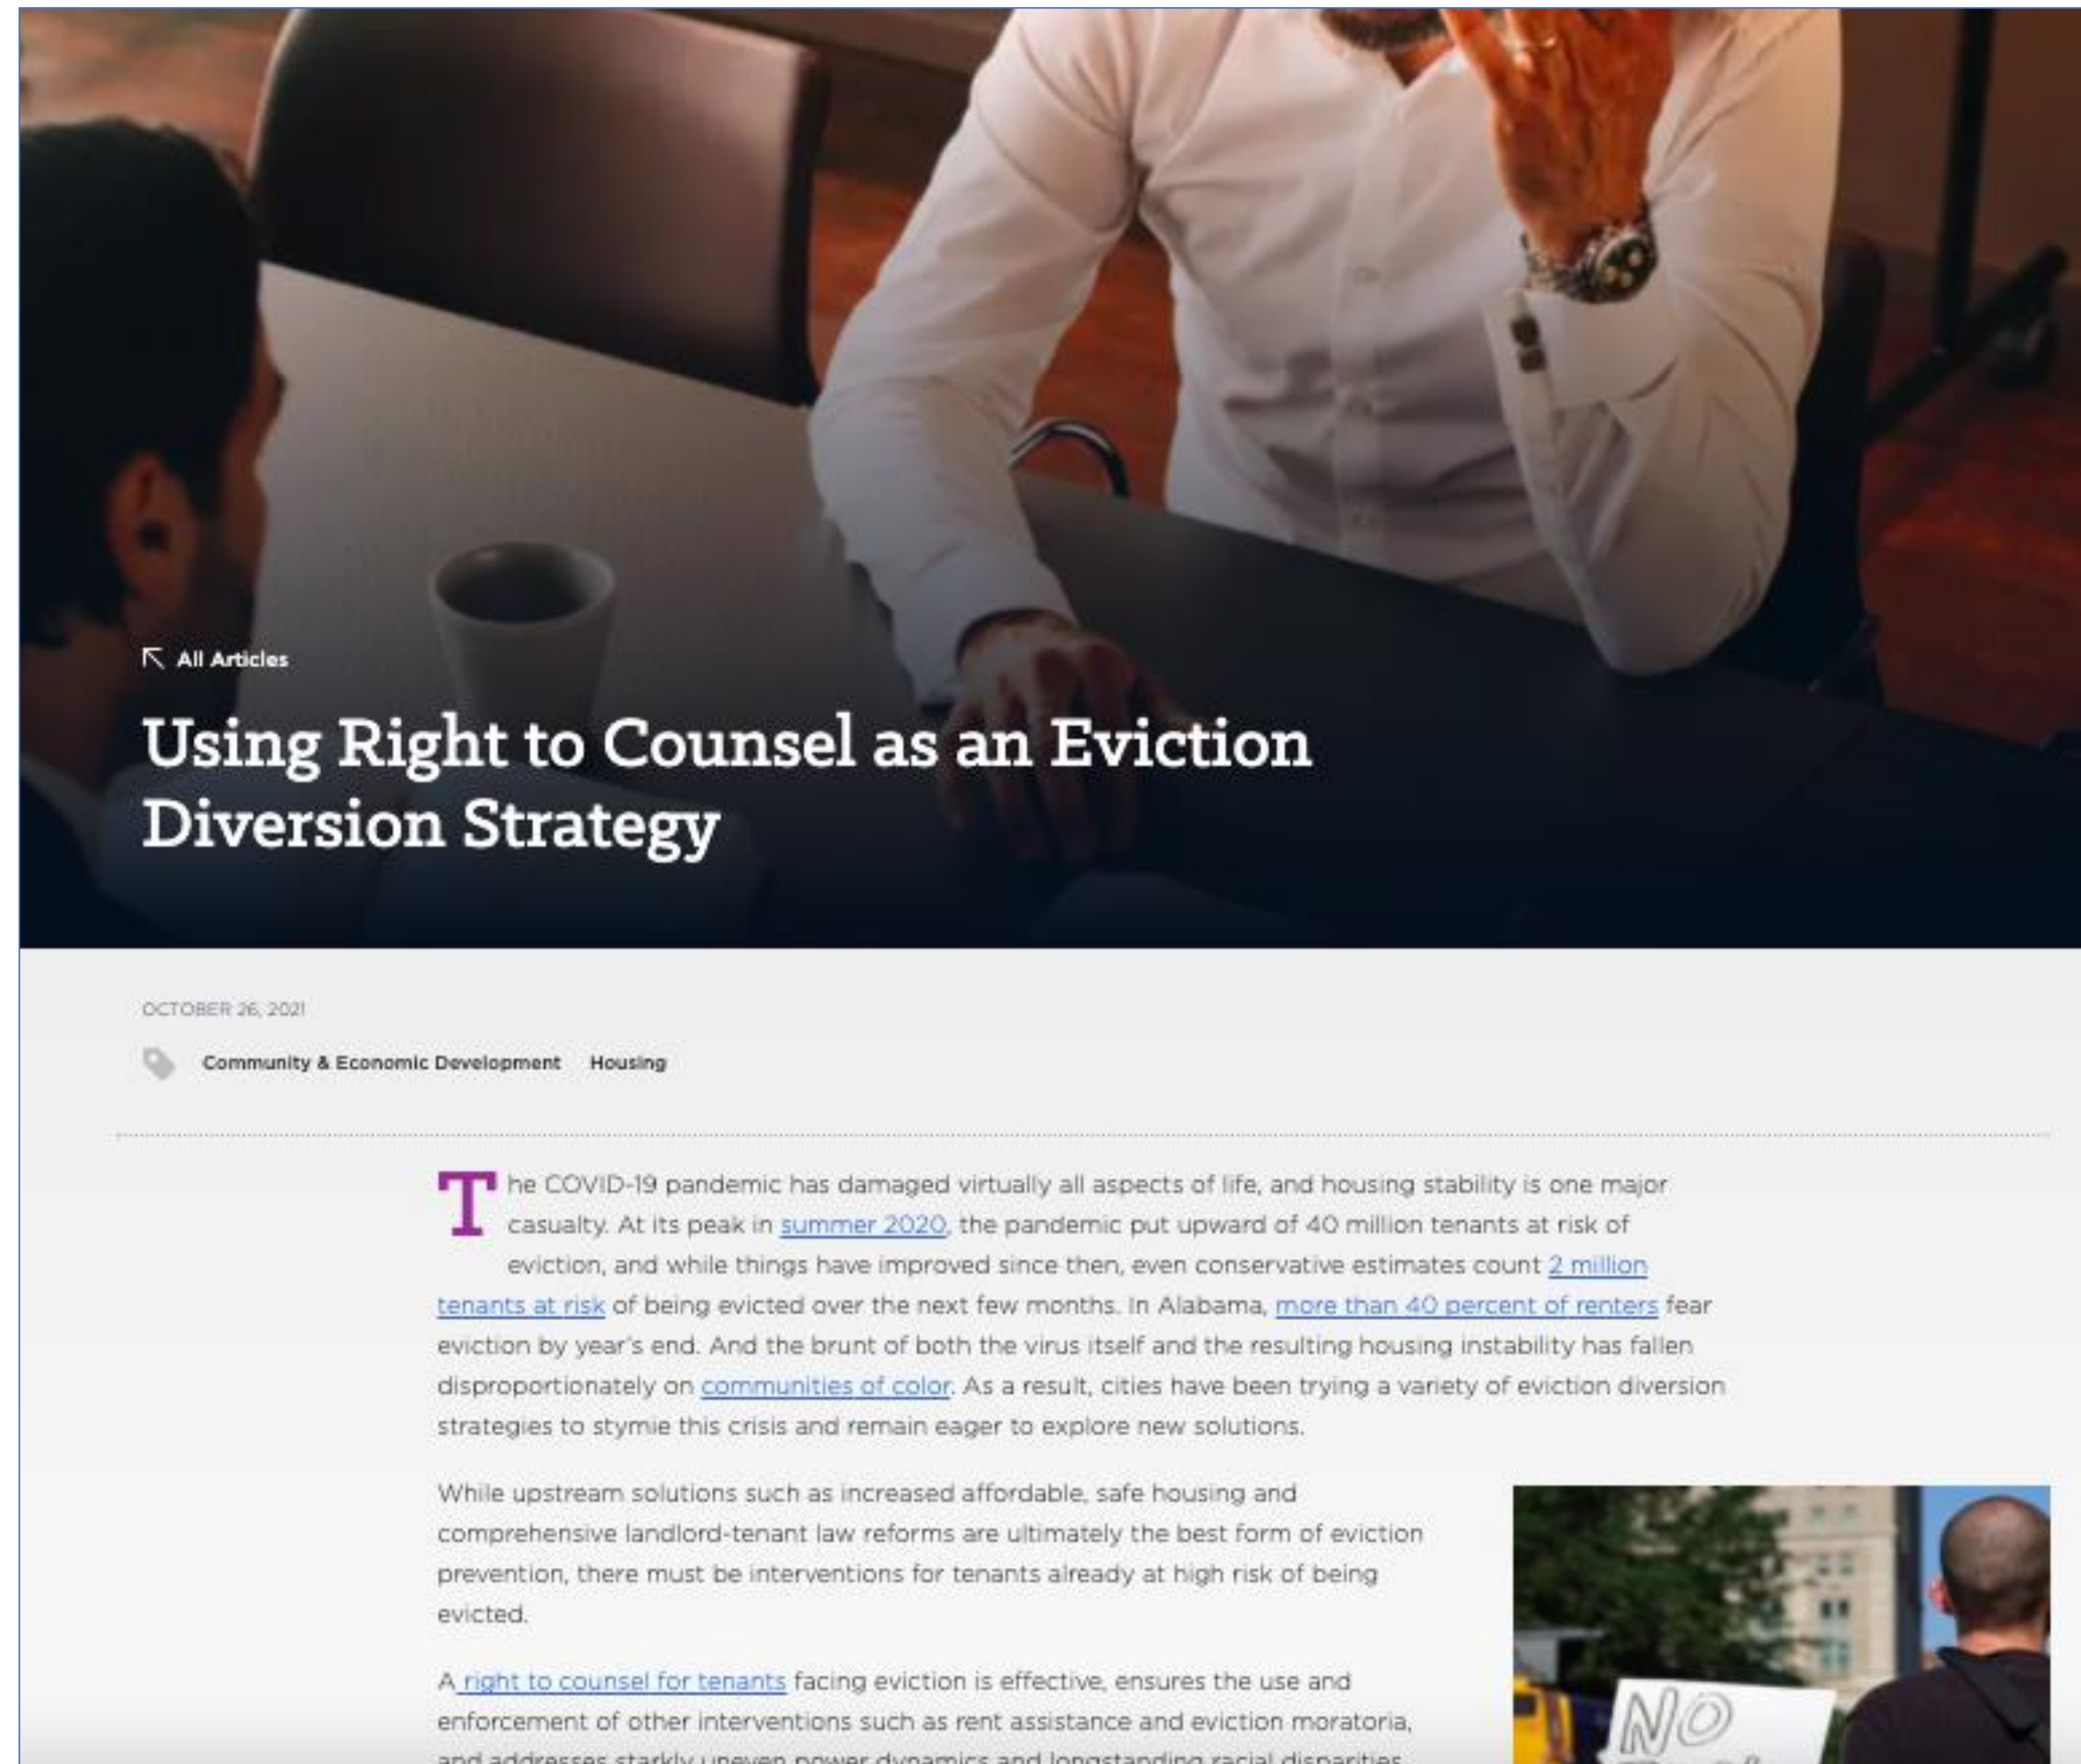 All Articles
Using Right to Counsel as an Eviction
Diversion Strategy
OCTOBER 26, 2021
Community & Economic Development Housing
The COVID-19 pandemic has damaged virtually all aspects of life, and housing stability is one major
casualty. At its peak in summer 2020, the pandemic put upward of 40 million tenants at risk of
eviction, and while things have improved since then, even conservative estimates count 2 million
tenants at risk of being evicted over the next few months. In Alabama, more than 40 percent of renters fear
eviction by year's end. And the brunt of both the virus itself and the resulting housing instability has fallen
disproportionately on communities of color. As a result, cities have been trying a variety of eviction diversion
strategies to stymie this crisis and remain eager to explore new solutions.
While upstream solutions such as increased affordable, safe housing and
comprehensive landlord-tenant law reforms are ultimately the best form of eviction
prevention, there must be interventions for tenants already at high risk of being
evicted.
A right to counsel for tenants facing eviction is effective, ensures the use and
enforcement of other interventions such as rent assistance and eviction moratoria,
and addresses starkly uneven power dynamics and longstanding racial disparities
NO